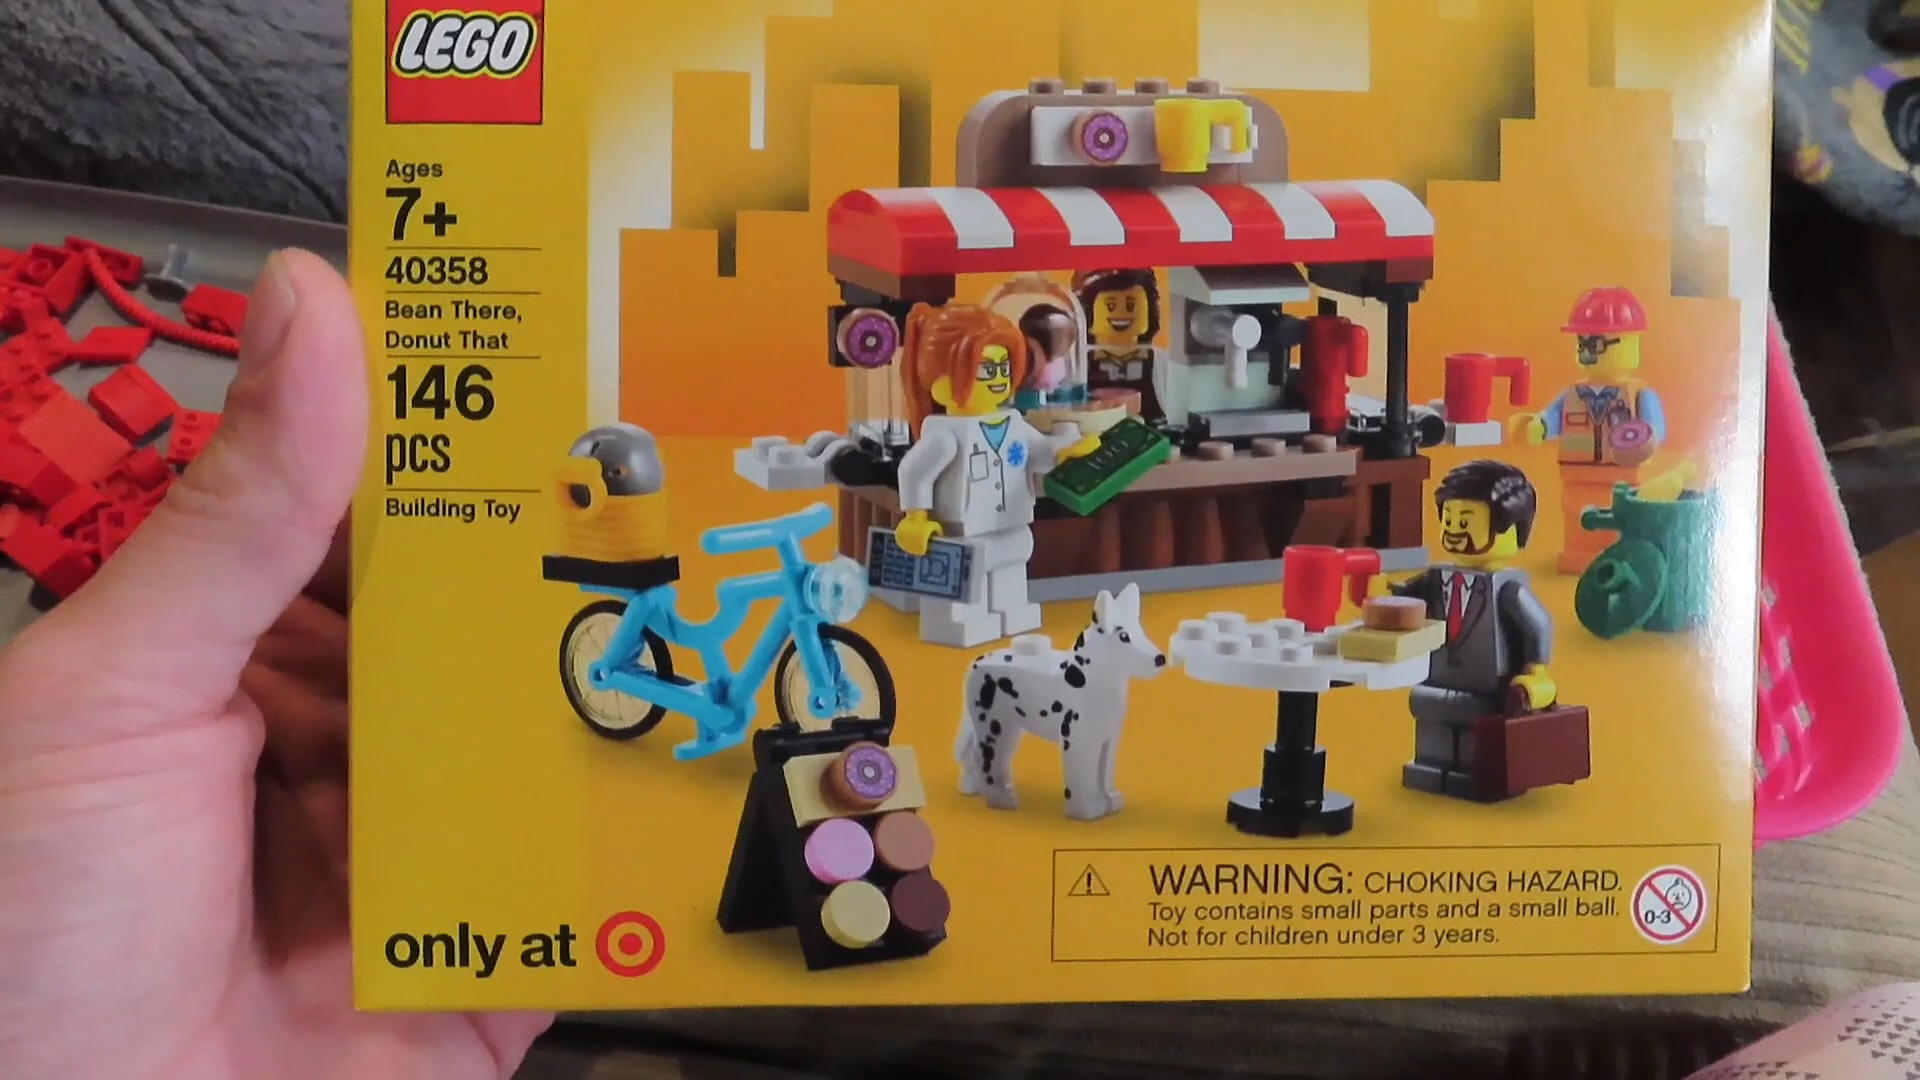 LEGO
Ages
7+
40358
Bean There,
Donut That
146
pcs
Building Toy
100
only at
WARNING: CHOKING HAZARD.
Toy contains small parts and a small ball.
Not for children under 3 years.
0-3